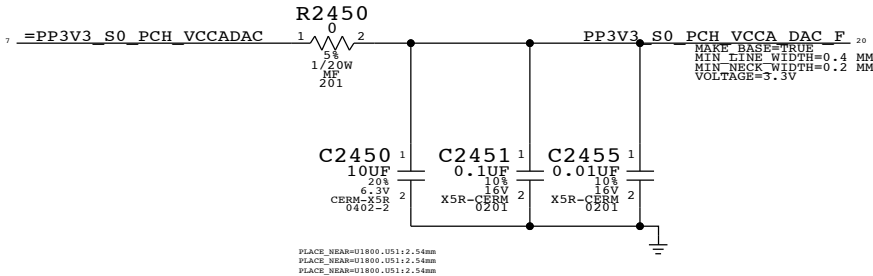 R2450
7 =PP3V3_S0_PCH_VCCADAC 1 0 2 PP3V3_S0_PCH_VCCA_DAC_F 20
5%
1/20W
MF
201
MAKE_BASE=TRUE
MIN_LINE_WIDTH=0.4 MM
MIN_NECK_WIDTH=0.2 MM
VOLTAGE=3.3V
C2450 1
10UF
20%
6.3V 2
CERM-X5R
0402-2
C2451 1
0.1UF
10%
16V 2
X5R-CERM
0201
C2455 1
0.01UF
10%
16V 2
X5R-CERM
0201
PLACE_NEAR=U1800.U51:2.54mm
PLACE_NEAR=U1800.U51:2.54mm
PLACE_NEAR=U1800.U51:2.54mm